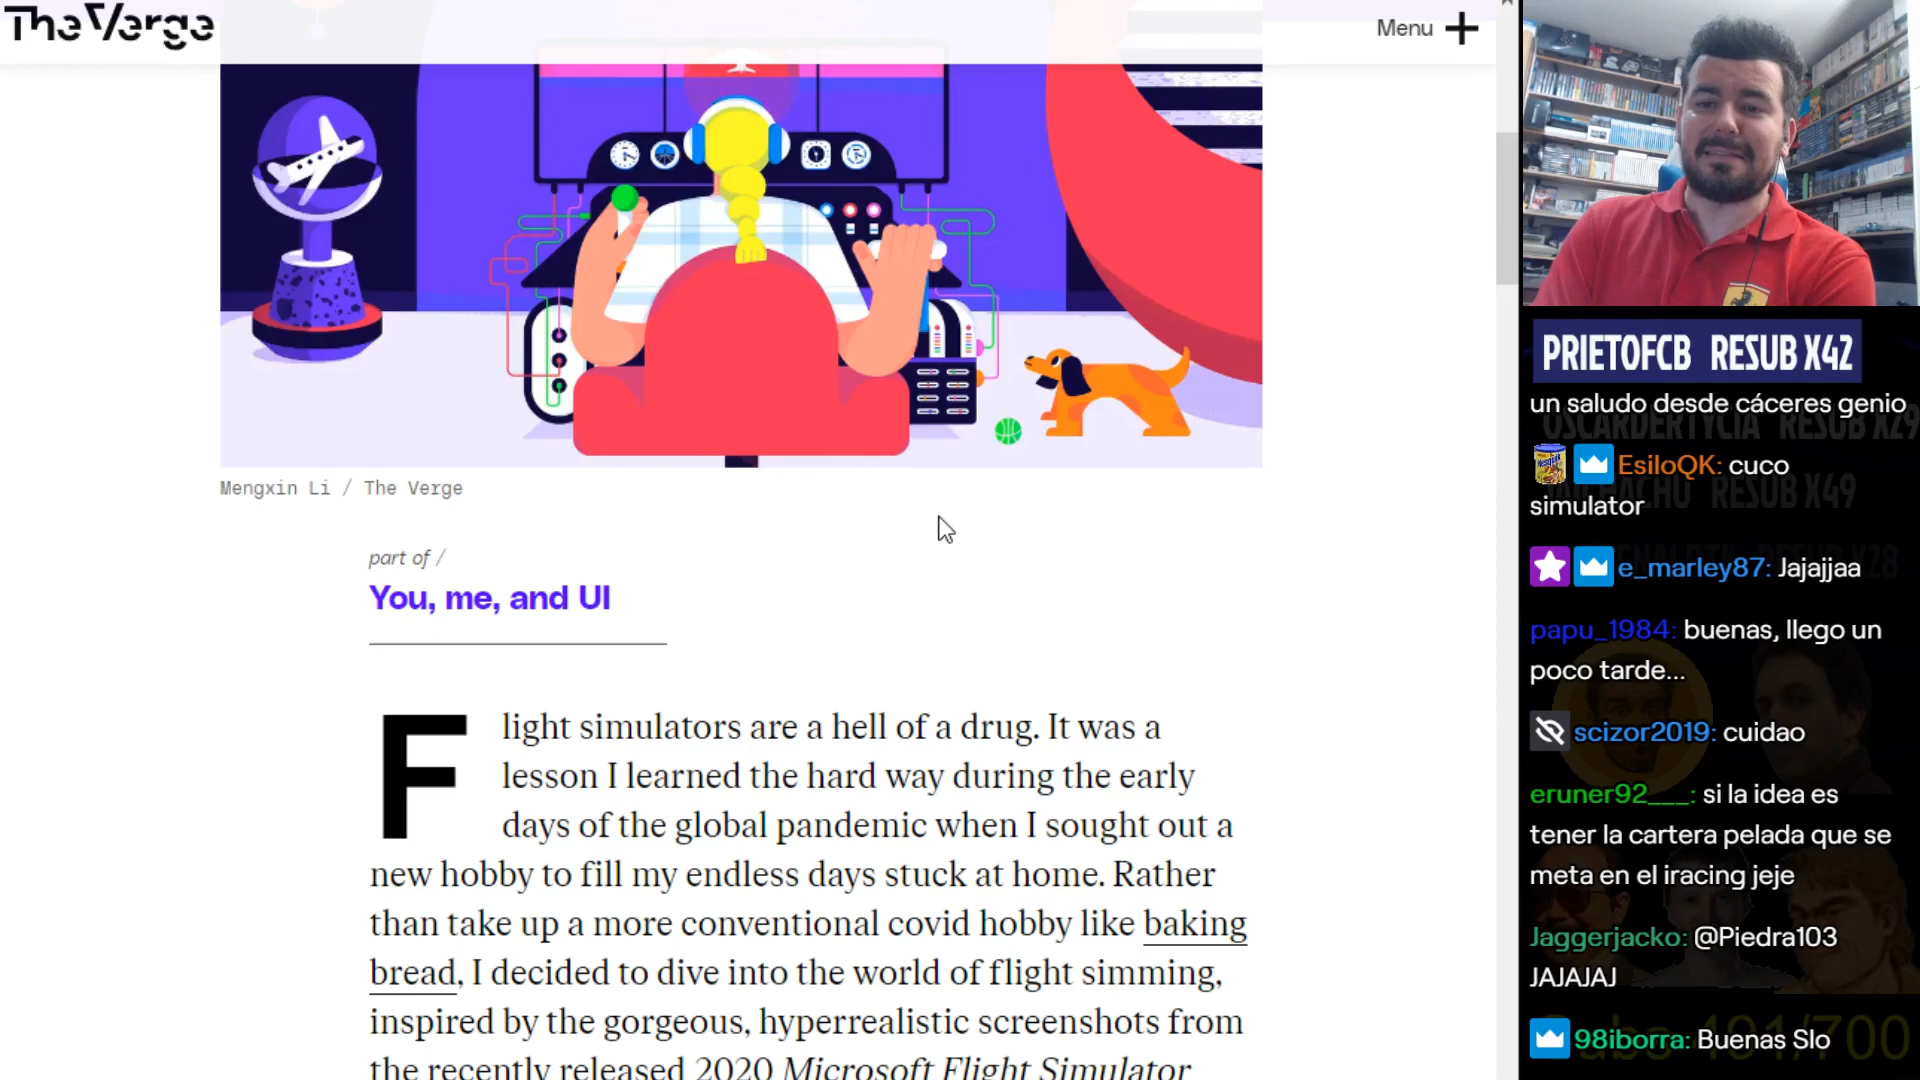 The Verge
Menu
Mengxin Li / The Verge
part of /
You, me, and UI
Flight simulators are a hell of a drug. It was a
lesson I learned the hard way during the early
days of the global pandemic when I sought out a
new hobby to fill my endless days stuck at home. Rather
than take up a more conventional covid hobby like baking
bread, I decided to dive into the world of flight simming,
inspired by the gorgeous, hyperrealistic screenshots from
the recently released 2020 Microsoft Flight Simulator
PRIETOFCB RESUB X42
un saludo desde cáceres genio
OSCARDERTYCIA RESUB X29
EsiloQK: cuco
RESUB X49
simulator
e_marley87: Jajajjaa
papu_1984: buenas, llego un
poco tarde...
scizor2019: cuidao
eruner92___: si la idea es
tener la cartera pelada que se
meta en el iracing jeje
Jaggerjacko: @Piedra103
JAJAJAJ
98iborra: Buenas Slo